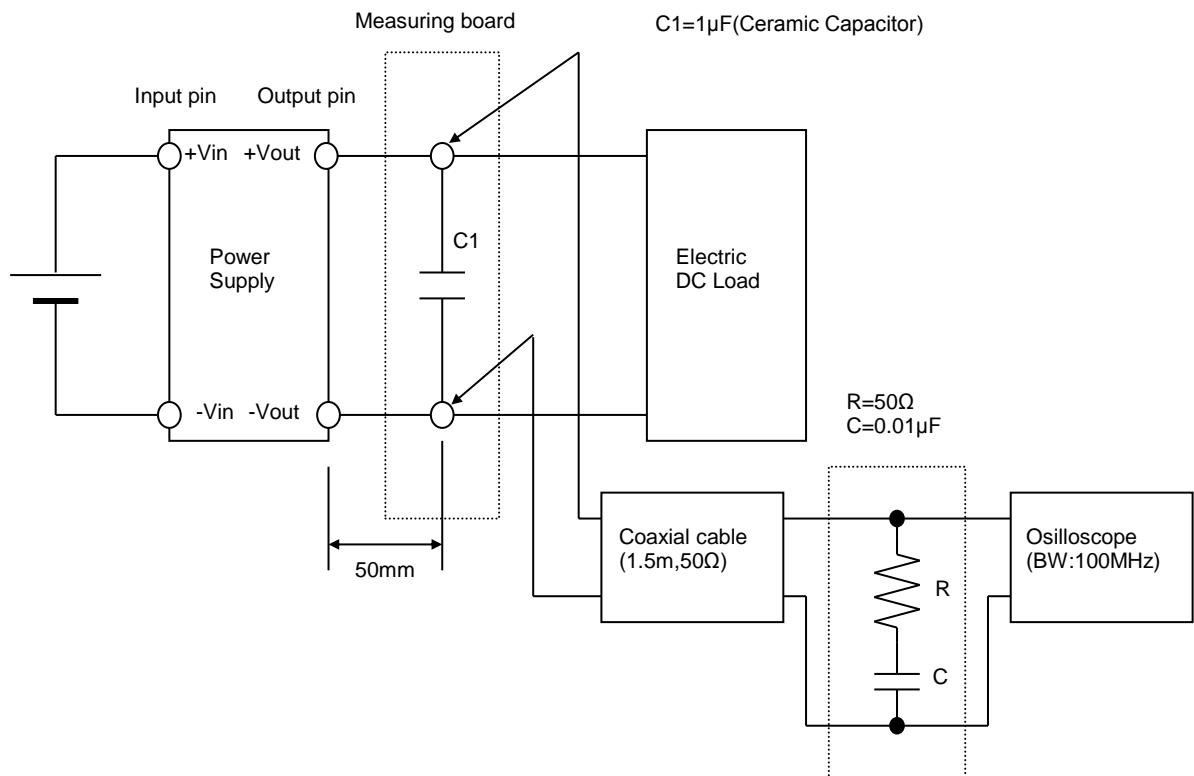 Measuring board
C1=1µF(Ceramic Capacitor)
Input pin
Output pin
+Vin
+Vout
C1
Power
Supply
Electric
DC Load
-Vin
-Vout
R=50Ω
C=0.01µF
50mm
Coaxial cable
(1.5m,50Ω)
R
C
Osilloscope
(BW:100MHz)